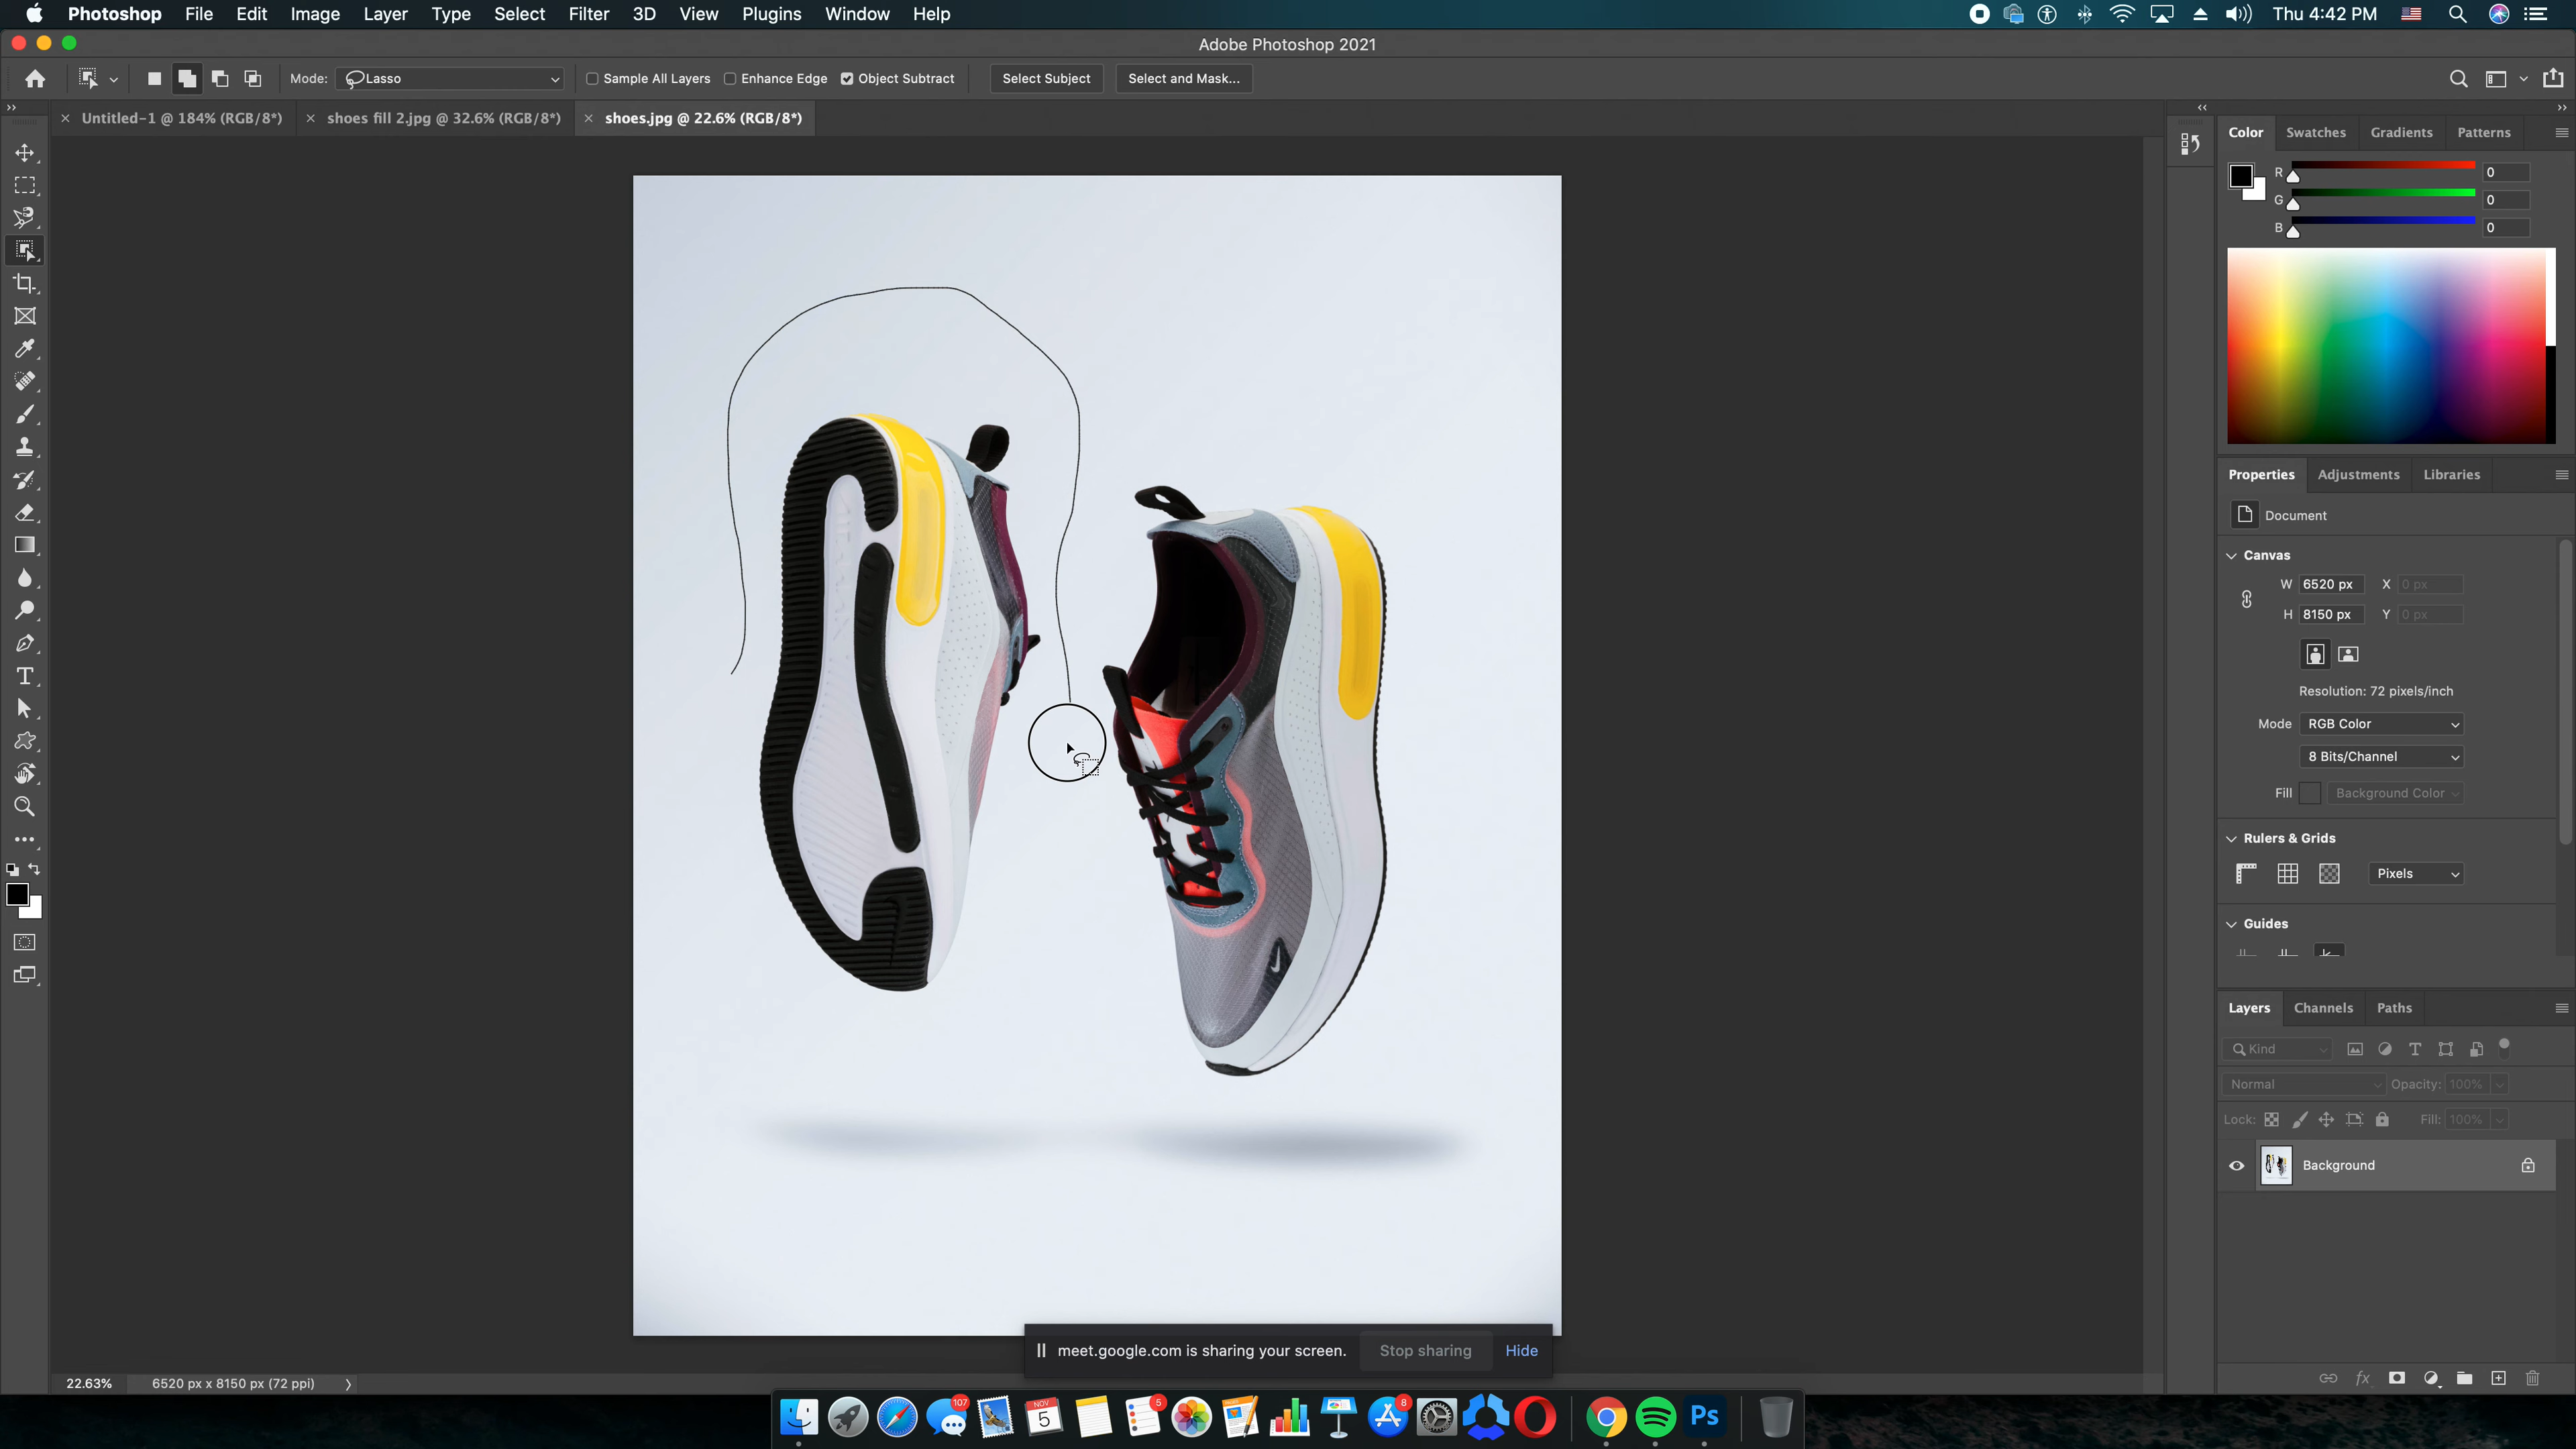 Photoshop File Edit Image Layer Type Select Filter 3D View Plugins Window Help Thu 4:42 PM
Adobe Photoshop 2021
Mode: Lasso Sample All Layers Enhance Edge Object Subtract Select Subject Select and Mask...
Untitled-1 @ 184% (RGB/8*) shoes fill 2.jpg @ 32.6% (RGB/8*) shoes.jpg @ 22.6% (RGB/8*)
Color Swatches Gradients Patterns
R 0
G 0
B 0
Properties Adjustments Libraries
Document
Canvas
W 6520 px X 0 px
H 8150 px Y 0 px
Resolution: 72 pixels/inch
Mode RGB Color
8 Bits/Channel
Fill Background Color
Rulers & Grids
Pixels
Guides
Layers Channels Paths
Kind
Normal Opacity: 100%
Lock: Fill: 100%
Background
meet.google.com is sharing your screen. Stop sharing Hide
22.63% 6520 px x 8150 px (72 ppi)
107 NOV 5 5 8 Ps